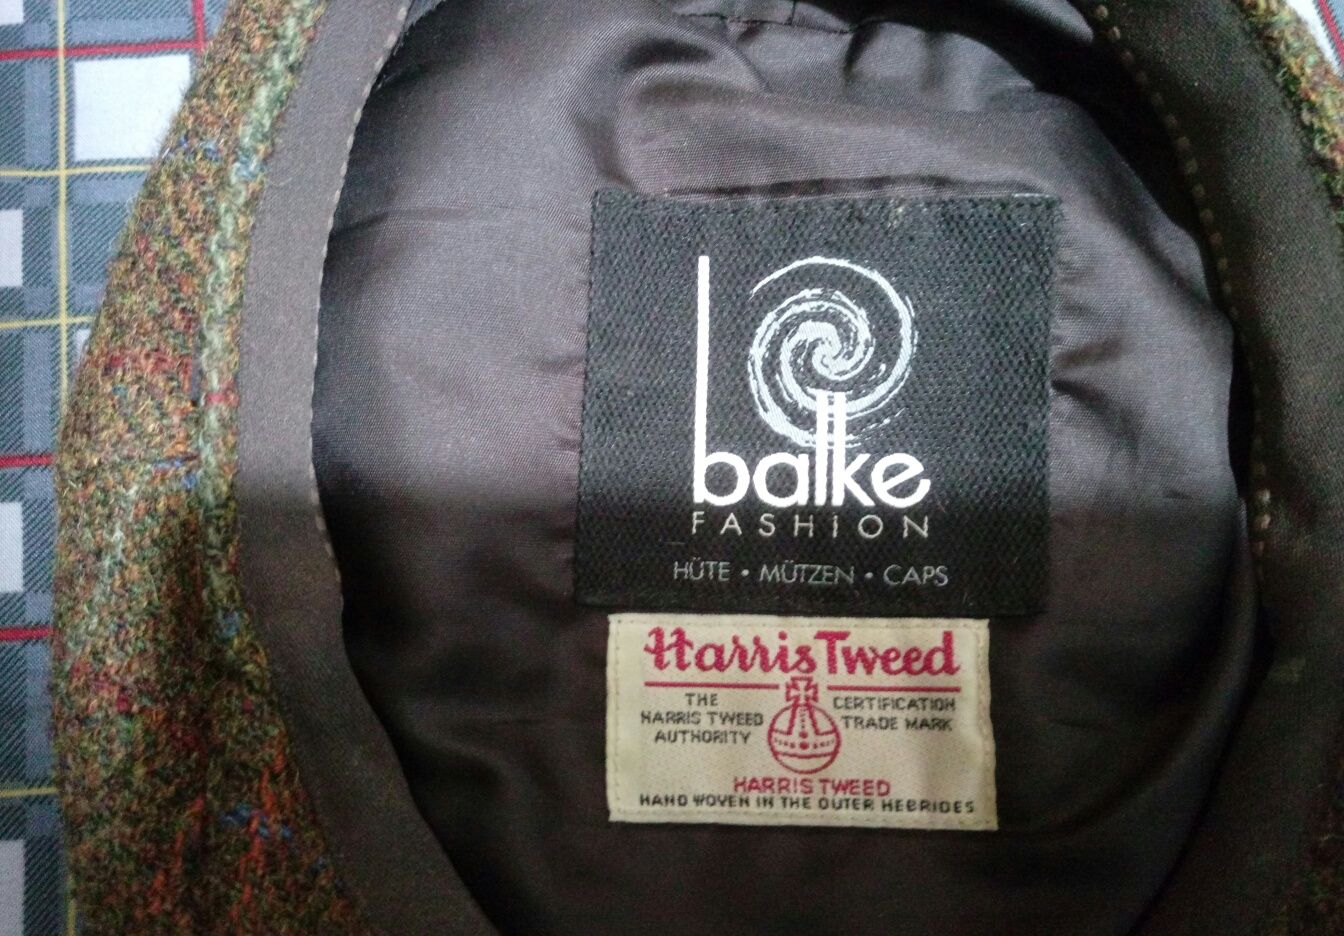 balke
FASHION
HÜTE • MÜTZEN • CAPS
Harris Tweed
THE
HARRIS TWEED
AUTHORITY
CERTIFICATION
TRADE MARK
HARRIS TWEED
HAND WOVEN IN THE OUTER HEBRIDES